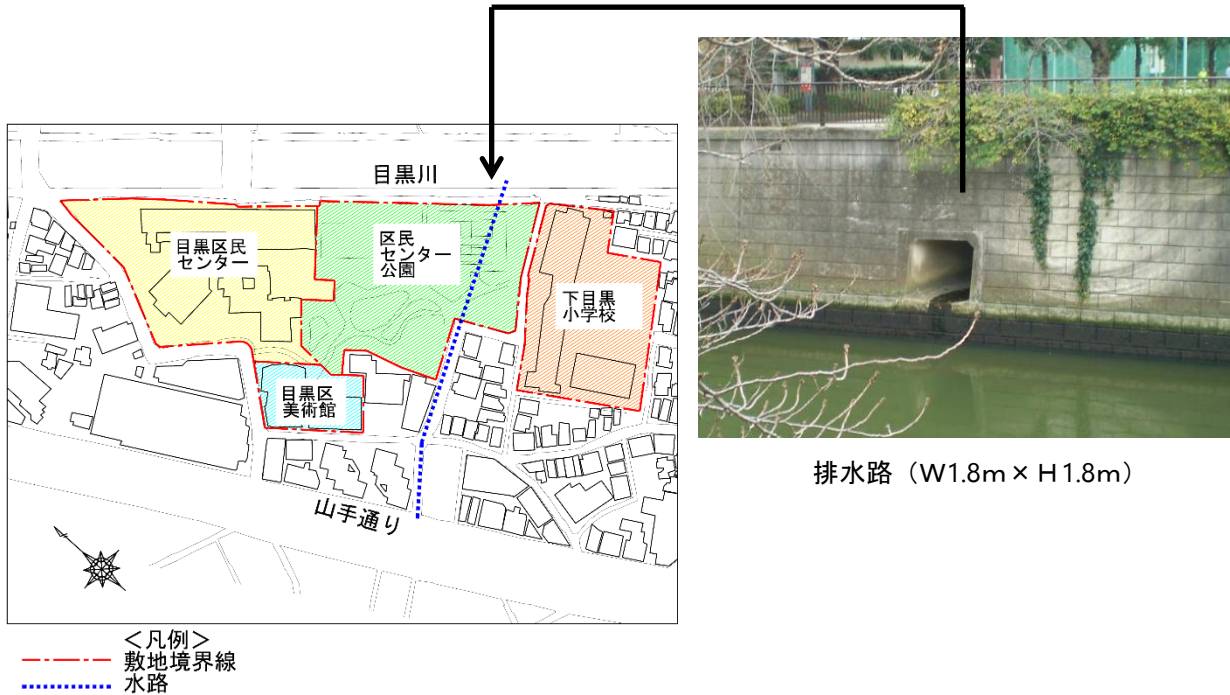 目黒川
目黒区民
センター
区民
センター
公園
下目黒
小学校
目黒区
美術館
山手通り
排水路（W1.8m×H1.8m）
＜凡例＞
敷地境界線
水路